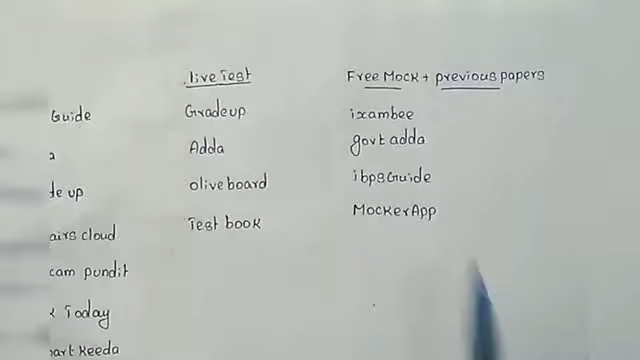 live Test
Free Mock + previous papers
Guide
Gradeup
ixambee
Adda
govt adda
de up
oliveboard
ibpsGuide
airs cloud
Test book
MockerApp
cam pundit
Today
art Keeda